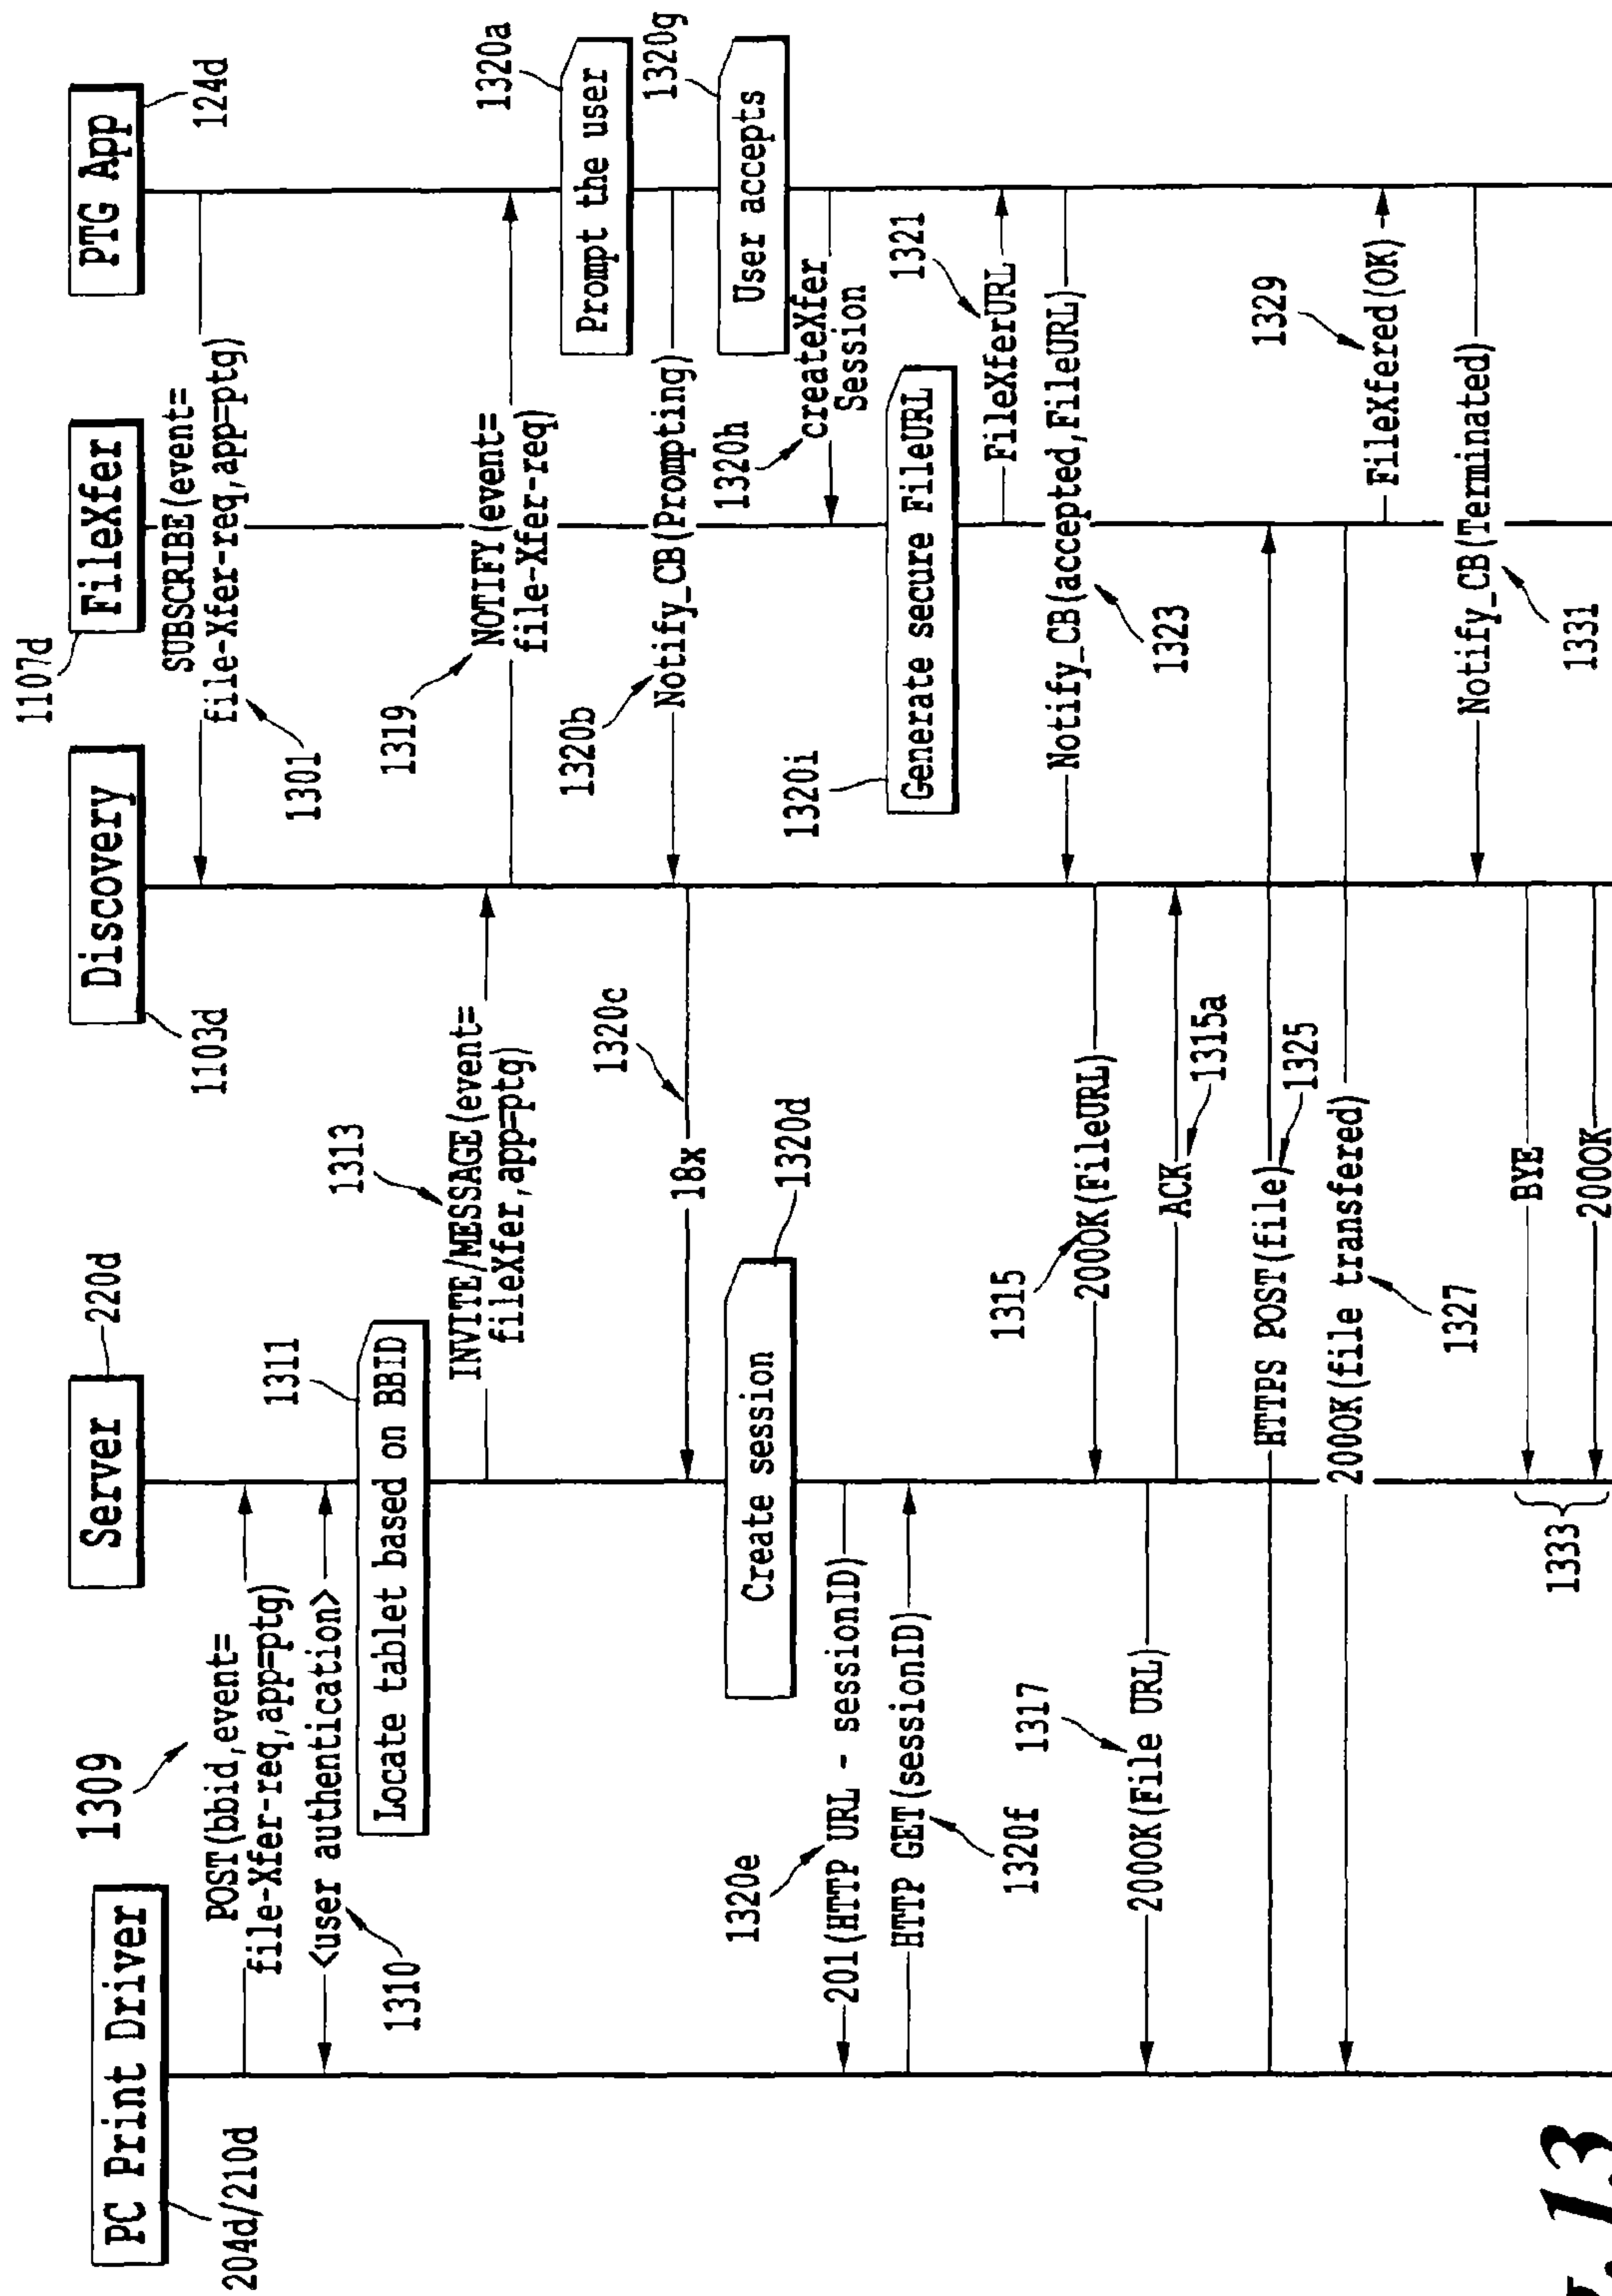 PC Print Driver
204d/210d
Server
220d
Discovery
1103d
FileXfer
1107d
PTG App
124d
SUBSCRIBE(event=
file-Xfer-req,app=ptg)
1301
1309
POST(bbid,event=
file-Xfer-req,app=ptg)
<user authentication>
1310
1311
Locate tablet based on BBID
1313
INVITE/MESSAGE(event=
fileXfer,app=ptg)
1319
NOTIFY(event=
file-Xfer-req)
1320a
Prompt the user
1320b
Notify_CB(Prompting)
1320c
18x
1320g
User accepts
Create session
1320d
1320e
201(HTTP URL - sessionID)
HTTP GET(sessionID)
1320f
1320h
createXfer
Session
1320i
Generate secure FileURL
1321
FileXferURL
Notify_CB(accepted,FileURL)
1323
1315
200OK(FileURL)
1317
200OK(File URL)
ACK
1315a
HTTPS POST(file)
1325
200OK(file transfered)
1327
1329
FileXfered(OK)
Notify_CB(Terminated)
1331
BYE
200OK
1333
13